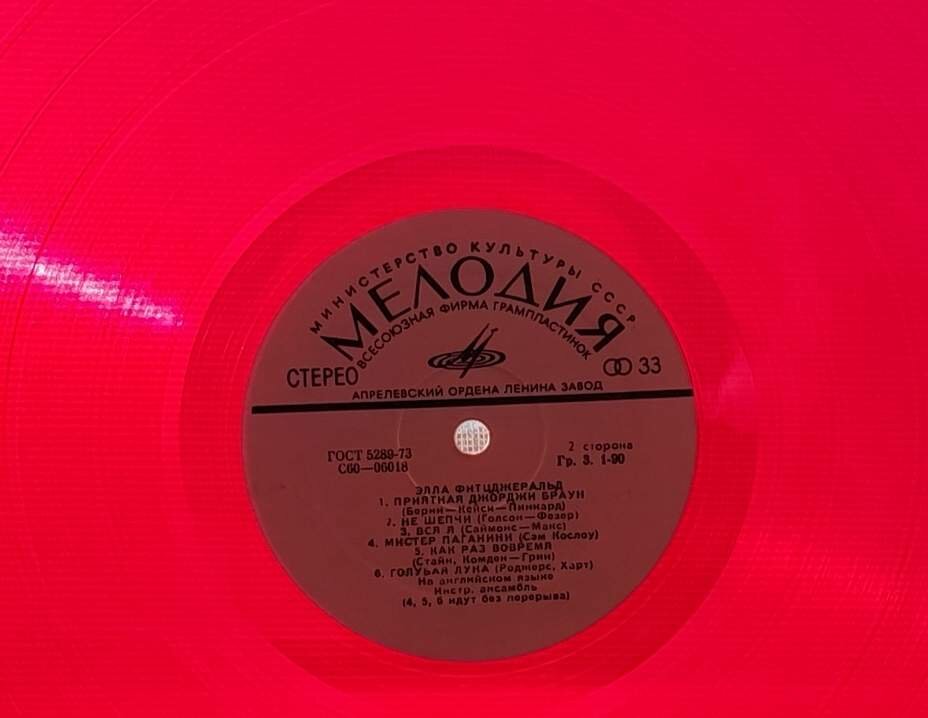 МИНИСТЕРСТВО КУЛЬТУРЫ СССР
МЕЛОДИЯ
ВСЕСОЮЗНАЯ ФИРМА ГРАМПЛАСТИНОК
СТЕРЕО
33
АПРЕЛЕВСКИЙ ОРДЕНА ЛЕНИНА ЗАВОД
ГОСТ 5289-73
С60—06018
2 сторона
Гр. 3. 1-90
ЭЛЛА ФИТЦДЖЕРАЛЬД
1. ПРИЯТНАЯ ДЖОРДЖИ БРАУН
(Берни—Кейси—Пинкард)
2. НЕ ШЕПЧИ (Голсон—Фезер)
3. ВСЯ Я (Саймонс—Макс)
4. МИСТЕР ПАГАНИНИ (Сэм Кослоу)
5. КАК РАЗ ВОВРЕМЯ
(Стайн, Комден—Грин)
6. ГОЛУБАЯ ЛУНА (Роджерс, Харт)
На английском языке
Инстр. ансамбль
(4, 5, 6 идут без перерыва)